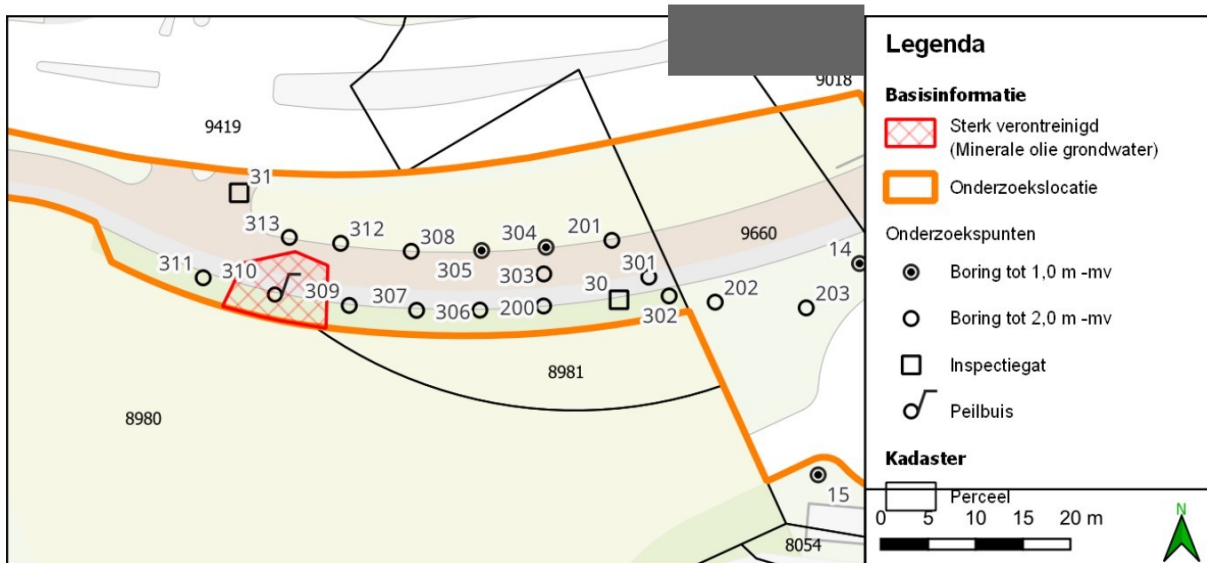 9018
9419
31
313
312
308
304
201
9660
305
303
301
14
311
310
309
307
306
200
30
302
202
203
8981
8980
15
8054
Legenda
Basisinformatie
Sterk verontreinigd
(Minerale olie grondwater)
Onderzoekslocatie
Onderzoekspunten
Boring tot 1,0 m -mv
Boring tot 2,0 m -mv
Inspectiegat
Peilbuis
Kadaster
Perceel
0 5 10 15 20 m
N